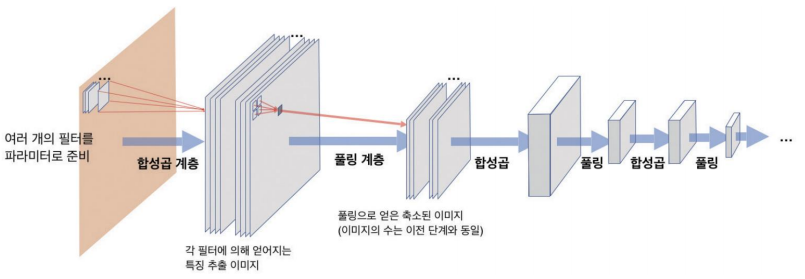 ...
...
...
여러 개의 필터를
파라미터로 준비
합성곱 계층
풀링 계층
합성곱
풀링
합성곱
풀링
...
풀링으로 얻은 축소된 이미지
(이미지의 수는 이전 단계와 동일)
각 필터에 의해 얻어지는
특징 추출 이미지